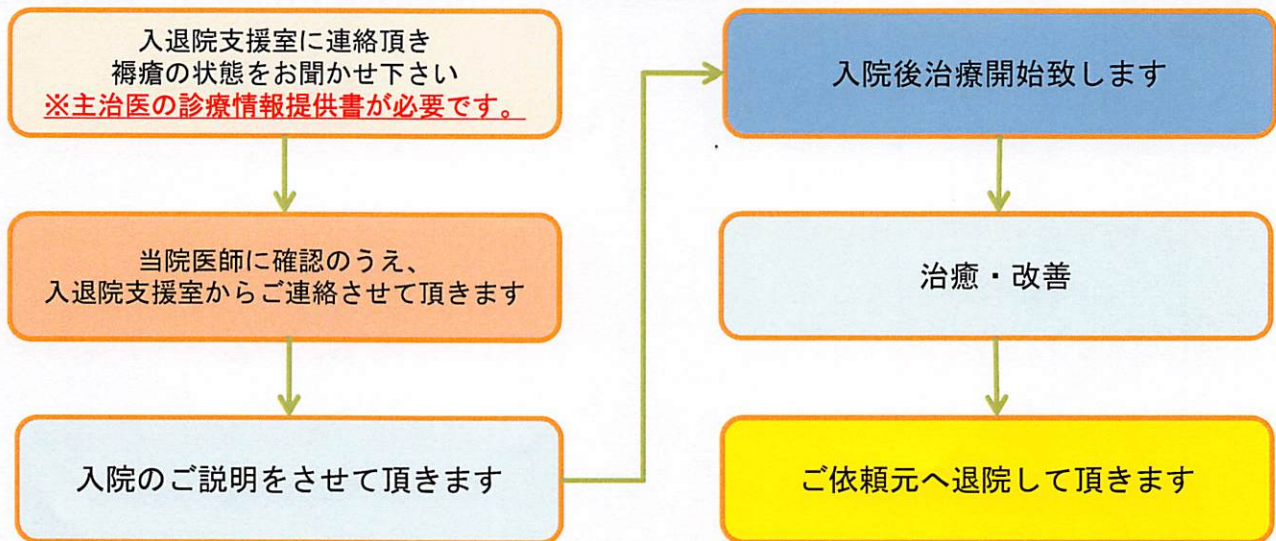 入退院支援室に連絡頂き
褥瘡の状態をお聞かせ下さい
※主治医の診療情報提供書が必要です。
当院医師に確認のうえ、
入退院支援室からご連絡させて頂きます
入院のご説明をさせて頂きます
入院後治療開始致します
治癒・改善
ご依頼元へ退院して頂きます